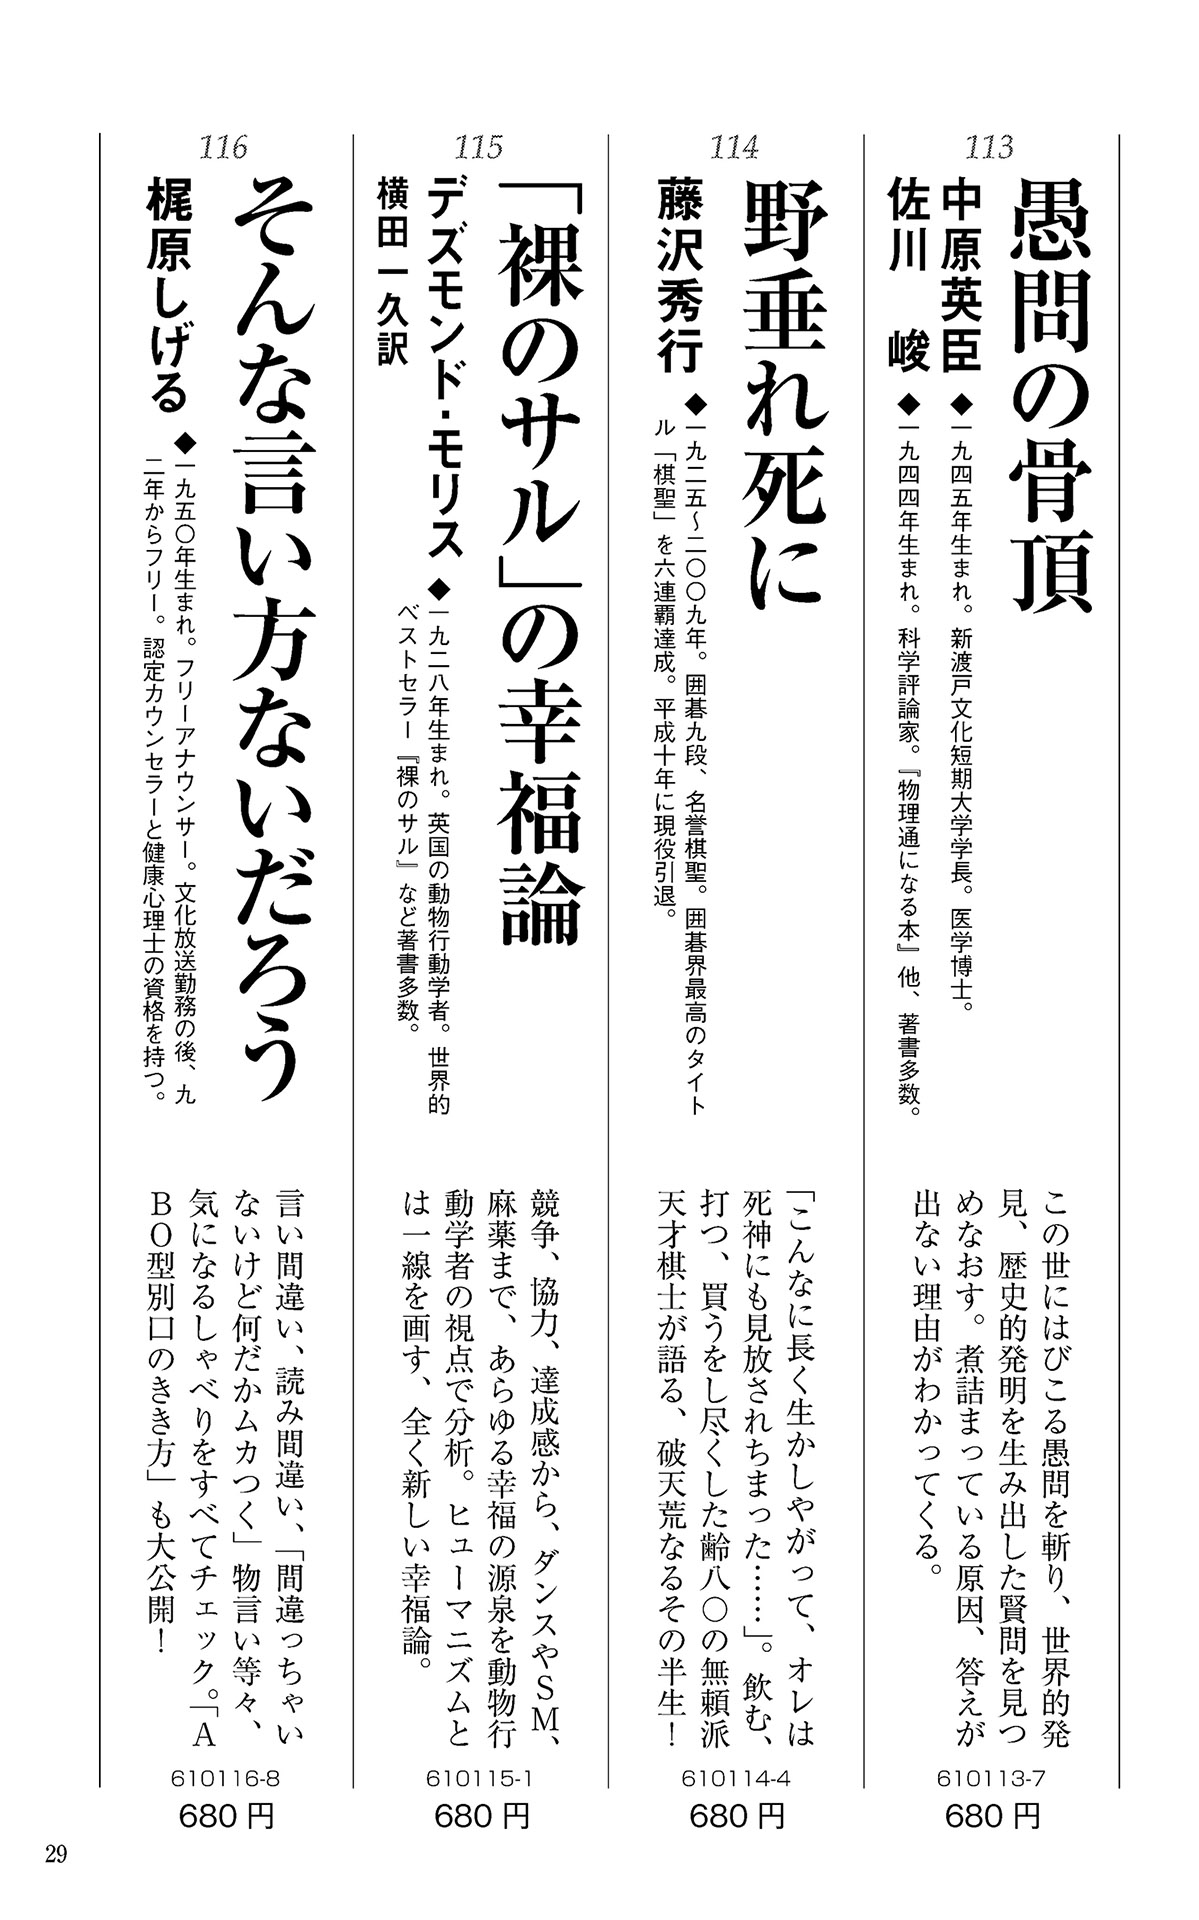 113
愚問の骨頂
中原英臣
◆一九四五年生まれ。新渡戸文化短期大学学長。医学博士。
佐川　峻
◆一九四四年生まれ。科学評論家。『物理通になる本』他、著書多数。
この世にはびこる愚問を斬り、世界的発
見、歴史的発明を生み出した賢問を見つ
めなおす。煮詰まっている原因、答えが
出ない理由がわかってくる。
610113-7
680円
114
野垂れ死に
藤沢秀行
◆一九二五〜二〇〇九年。囲碁九段、名誉棋聖。囲碁界最高のタイト
ル「棋聖」を六連覇達成。平成十年に現役引退。
「こんなに長く生かしやがって、オレは
死神にも見放されちまった……」。飲む、
打つ、買うをし尽くした齢八〇の無頼派
天才棋士が語る、破天荒なるその半生！
610114-4
680円
115
「裸のサル」の幸福論
デズモンド・モリス
横田一久訳
◆一九二八年生まれ。英国の動物行動学者。世界的
ベストセラー『裸のサル』など著書多数。
競争、協力、達成感から、ダンスやＳＭ、
麻薬まで、あらゆる幸福の源泉を動物行
動学者の視点で分析。ヒューマニズムと
は一線を画す、全く新しい幸福論。
610115-1
680円
116
そんな言い方ないだろう
梶原しげる
◆一九五〇年生まれ。フリーアナウンサー。文化放送勤務の後、九
二年からフリー。認定カウンセラーと健康心理士の資格を持つ。
言い間違い、読み間違い、「間違っちゃい
ないけど何だかムカつく」物言い等々、
気になるしゃべりをすべてチェック。「Ａ
ＢＯ型別口のきき方」も大公開！
610116-8
680円
29